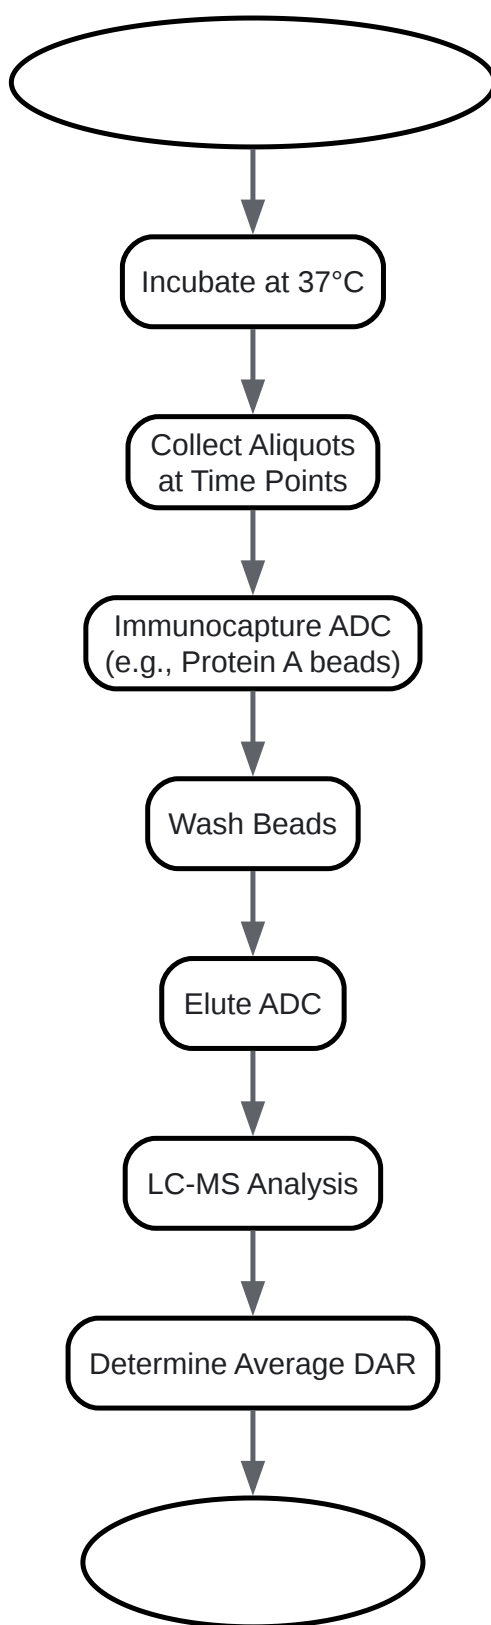 Incubate at 37°C
Collect Aliquots
at Time Points
Immunocapture ADC
(e.g., Protein A beads)
Wash Beads
Elute ADC
LC-MS Analysis
Determine Average DAR